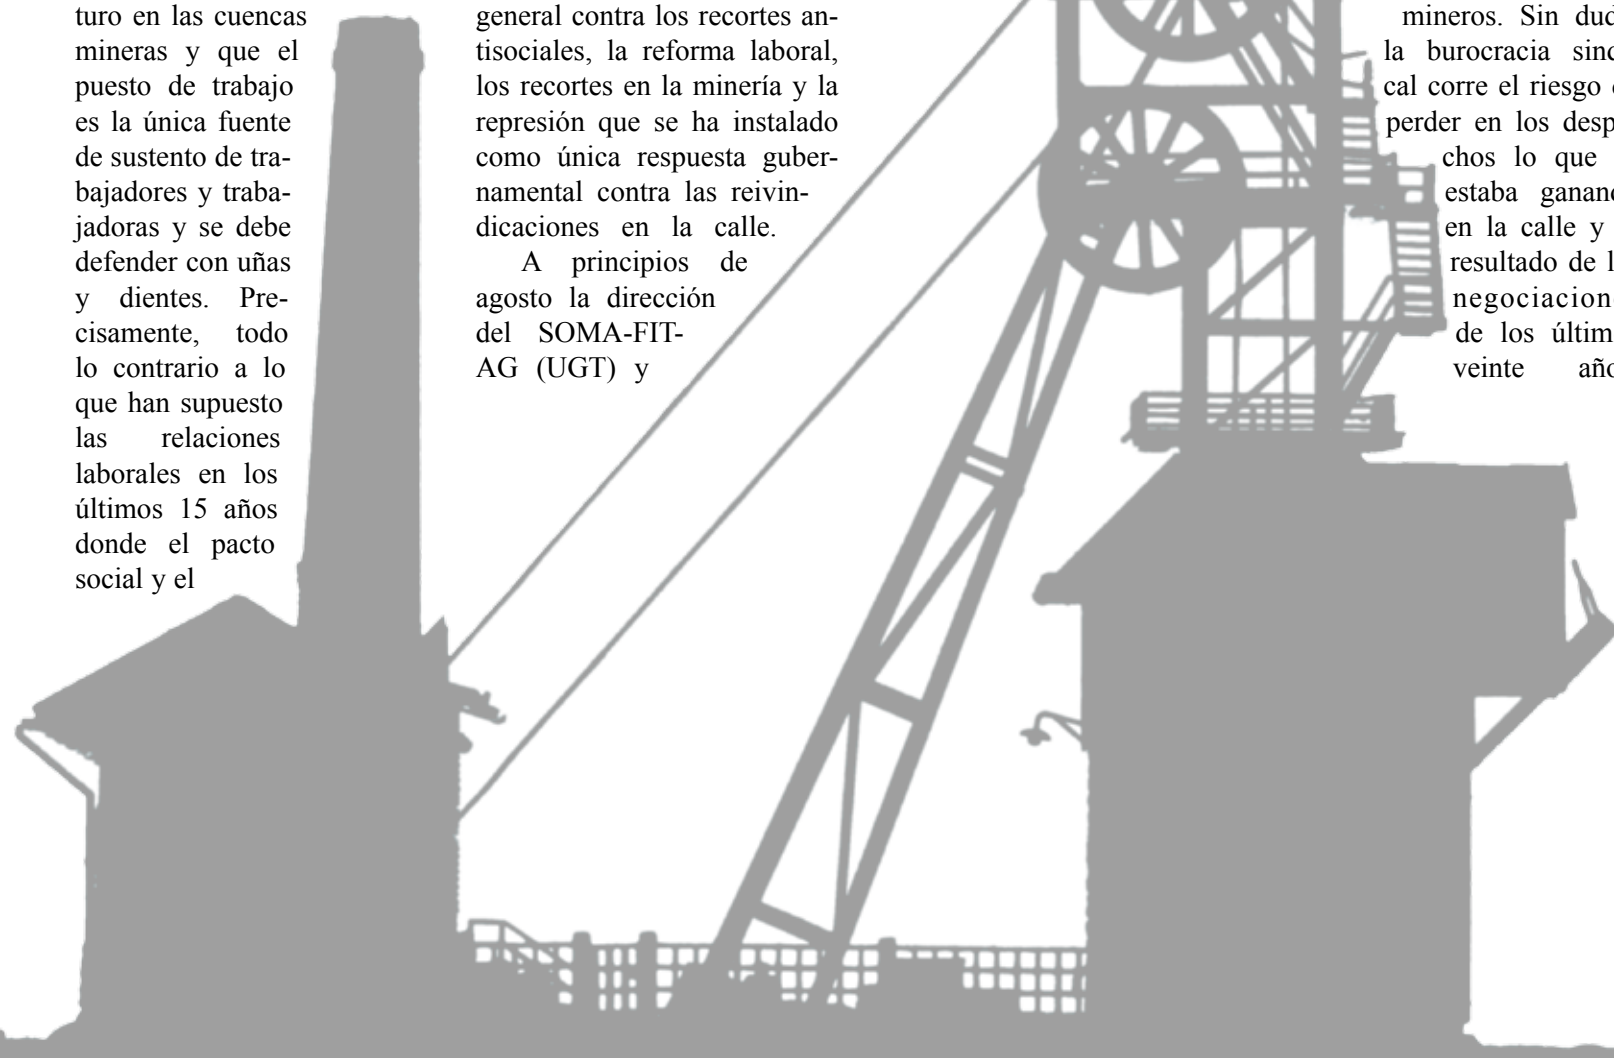 turo en las cuencas
mineras y que el
puesto de trabajo
es la única fuente
de sustento de tra-
bajadores y traba-
jadoras y se debe
defender con uñas
y dientes. Pre-
cisamente, todo
lo contrario a lo
que han supuesto
las relaciones
laborales en los
últimos 15 años
donde el pacto
social y el
general contra los recortes an-
tisociales, la reforma laboral,
los recortes en la minería y la
represión que se ha instalado
como única respuesta guber-
namental contra las reivin-
dicaciones en la calle.
A principios de
agosto la dirección
del SOMA-FIT-
AG (UGT) y
mineros. Sin
la burocracia
cal corre el riesgo
perder en los
chos lo que
estaba
en la calle y
resultado de
de los
veinte